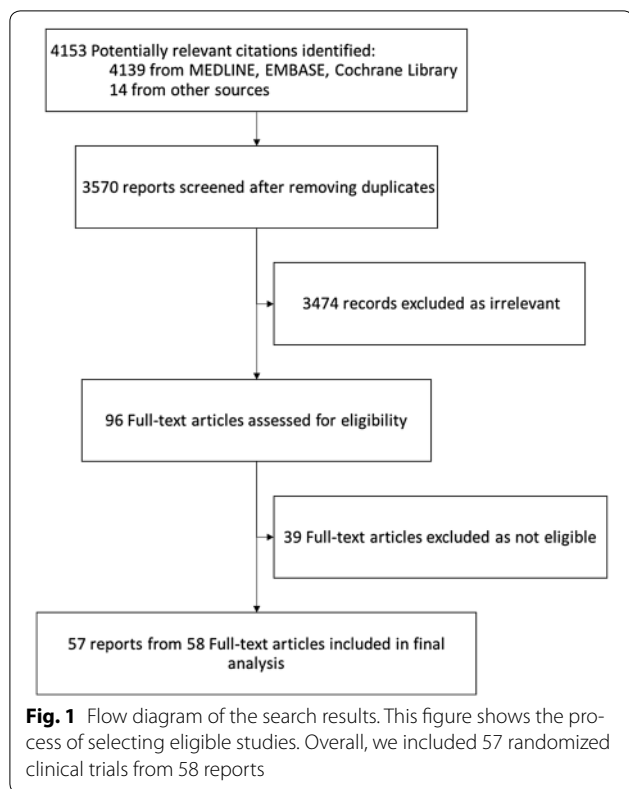 4153 Potentially relevant citations identified:
4139 from MEDLINE, EMBASE, Cochrane Library
14 from other sources
3570 reports screened after removing duplicates
3474 records excluded as irrelevant
96 Full-text articles assessed for eligibility
39 Full-text articles excluded as not eligible
57 reports from 58 Full-text articles included in final
analysis
Fig. 1 Flow diagram of the search results. This figure shows the pro-
cess of selecting eligible studies. Overall, we included 57 randomized
clinical trials from 58 reports